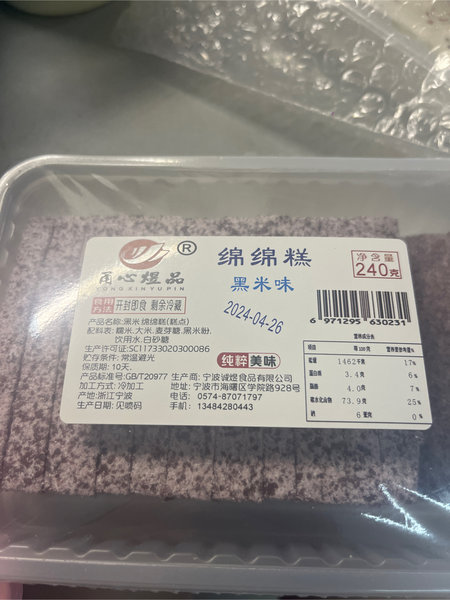 ®
甬心煜品
YONGXINYUPIN
绵绵糕
黑米味
净含量
240克
食用方法 开封即食 剩余冷藏
2024-04-26
6 971295 630231
产品名称:黑米绵绵糕(糕点)
配料表: 糯米,大米,麦芽糖,黑米粉,
饮用水,白砂糖
生产许可证:SC11733020300086
贮存条件: 常温避光
保质期: 10天
纯粹美味
产品标准号:GB/T20977
生产商: 宁波诚煜食品有限公司
加工方式: 冷加工
地址: 宁波市海曙区学院路928号
产地:浙江宁波
电话: 0574-87071797
生产日期: 见喷码
手机: 13484280443
营养成分表
项目 每100克 营养素参考值%
能量 1462千焦 17%
蛋白质 3.4克 6%
脂肪 4.0克 7%
碳水化合物 73.9克 25%
钠 6毫克 0%